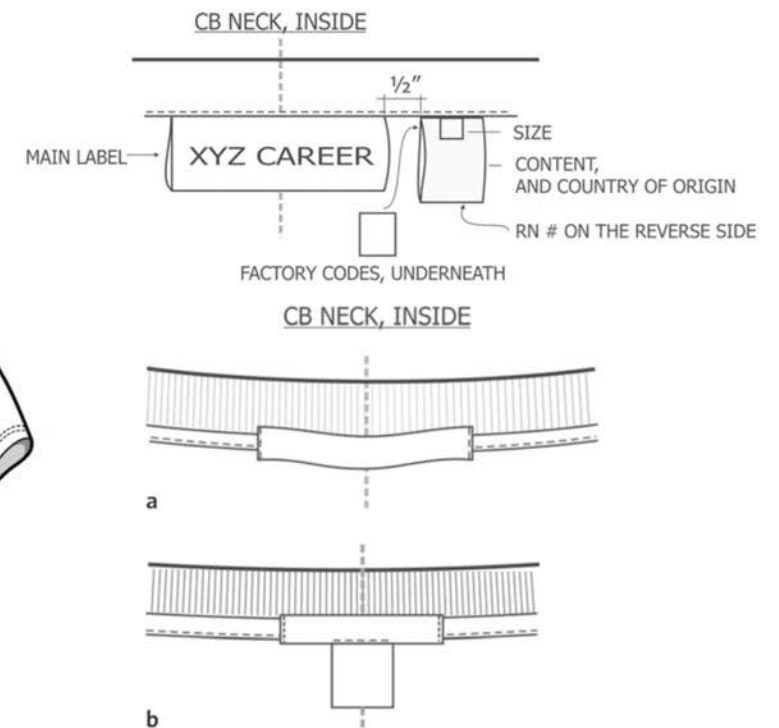 CB NECK, INSIDE
½"
MAIN LABEL
XYZ CAREER
SIZE
CONTENT,
AND COUNTRY OF ORIGIN
RN # ON THE REVERSE SIDE
FACTORY CODES, UNDERNEATH
CB NECK, INSIDE
a
b